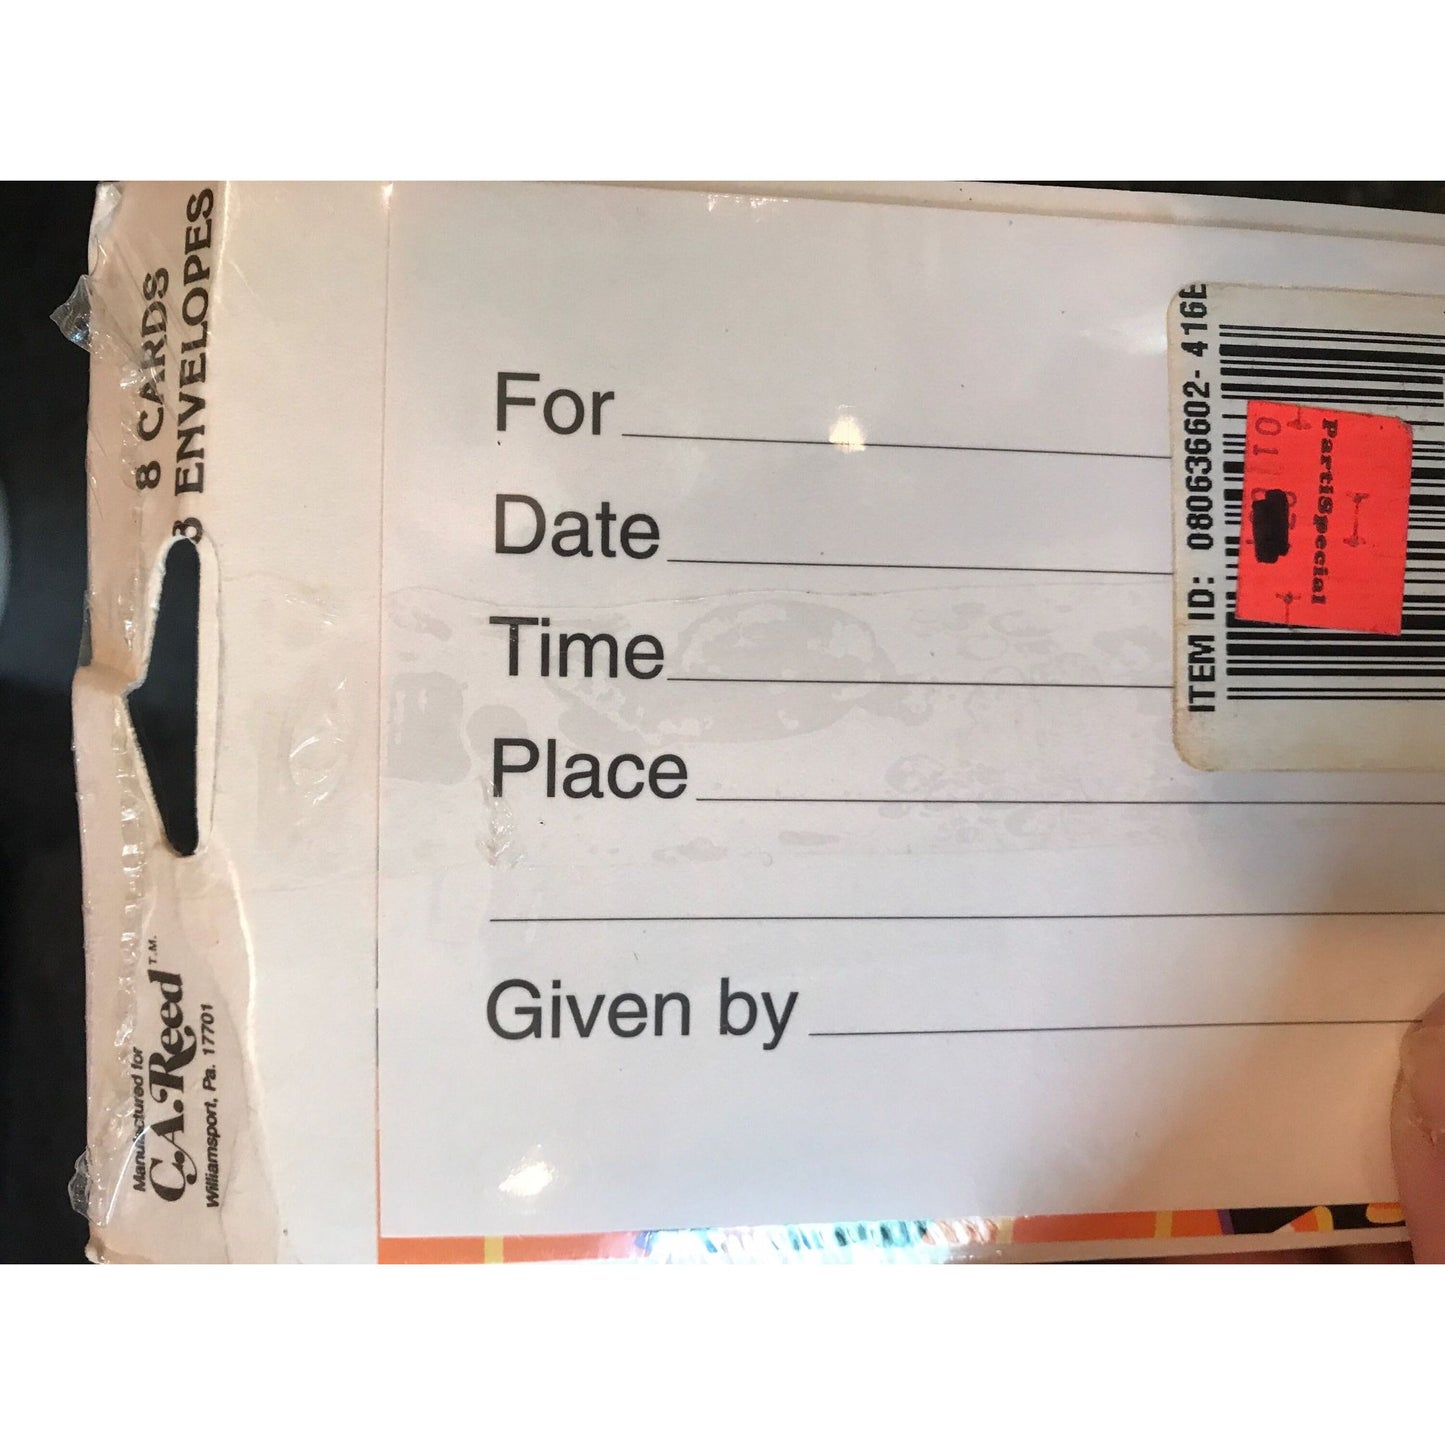 8 CARDS
8 ENVELOPES
For
Date
Time
Place
Given by
ITEM ID: 080636602-416E
PartiSpecial
Manufactured for
C.A. Reed T.M.
Williamsport, Pa. 17701